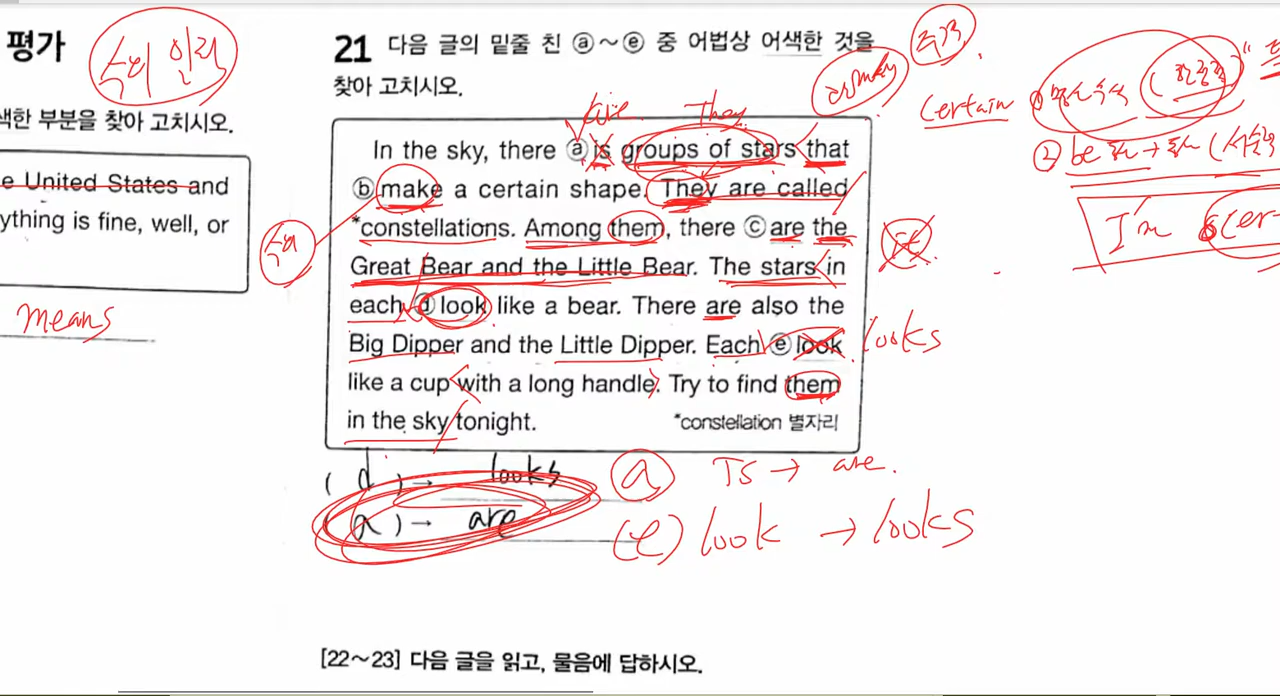 평가
수의 일치
색한 부분을 찾아 고치시오.
e United States and
ything is fine, well, or
means
21 다음 글의 밑줄 친 ⓐ~ⓔ 중 어법상 어색한 것을
찾아 고치시오.
are
They
In the sky, there ⓐ is groups of stars that
ⓑ make a certain shape. They are called
*constellations. Among them, there ⓒ are the
Great Bear and the Little Bear. The stars in
each ⓓ look like a bear. There are also the
Big Dipper and the Little Dipper. Each ⓔ look
looks
like a cup with a long handle. Try to find them
in the sky tonight.
*constellation 별자리
( d ) → looks
( a ) → are
ⓐ is → are.
(e) look → looks
certain
①
② be
I'm
[22~23] 다음 글을 읽고, 물음에 답하시오.